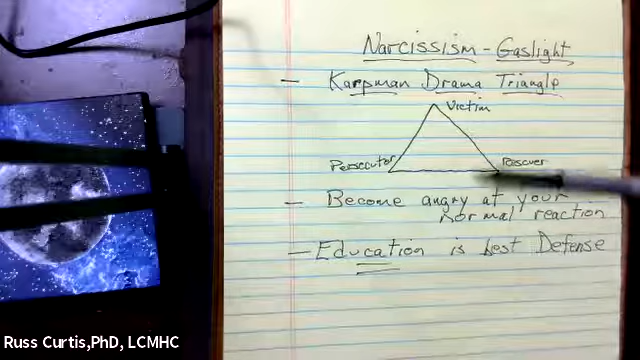 Narcissism - Gaslight
- Karpman Drama Triangle
Victim
Persecutor
Rescuer
- Become angry at your
normal reaction
- Education is best Defense
Russ Curtis,PhD, LCMHC